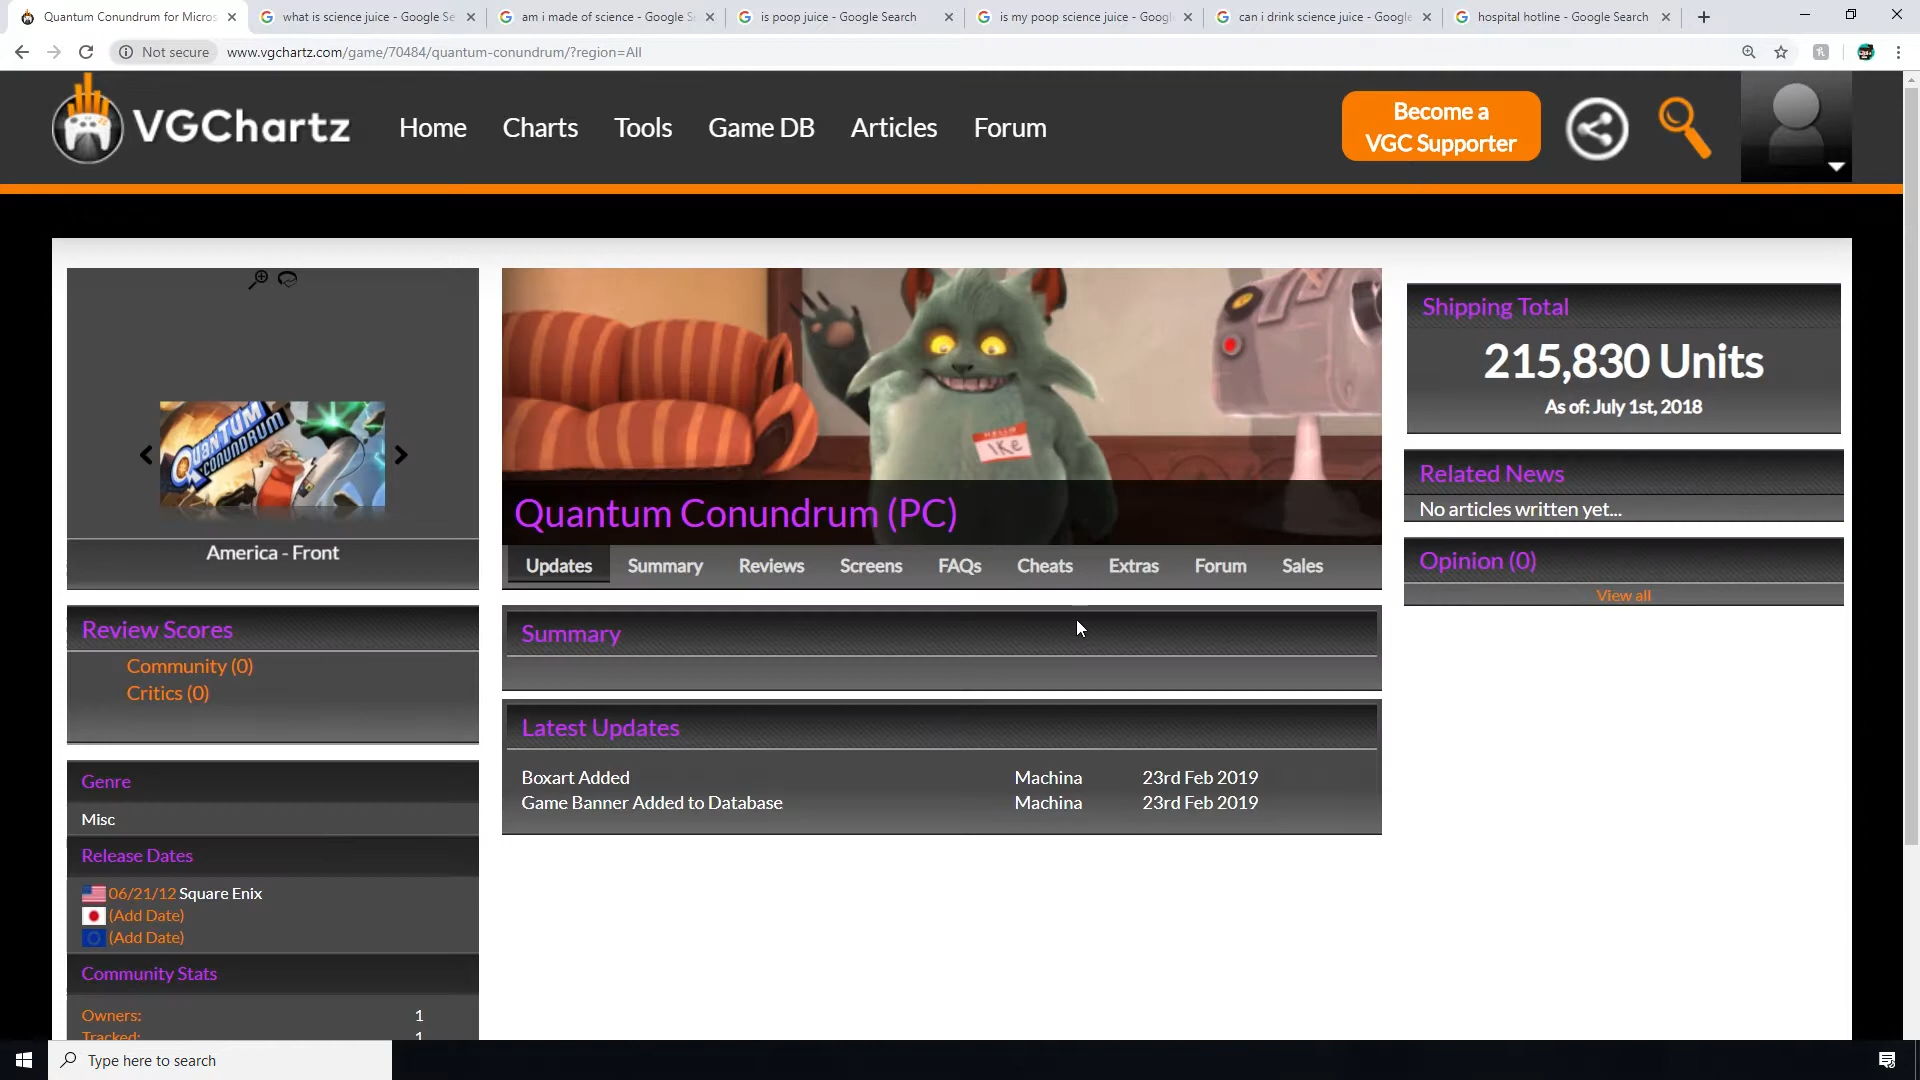 Quantum Conundrum for Micros
what is science juice - Google Se
am i made of science - Google S
is poop juice - Google Search
is my poop science juice - Googl
can i drink science juice - Google
hospital hotline - Google Search
Not secure
www.vgchartz.com/game/70484/quantum-conundrum/?region=All
VGChartz
Home
Charts
Tools
Game DB
Articles
Forum
Become a
VGC Supporter
QUANTUM
CONUNDRUM
America - Front
HELLO
IKe
Quantum Conundrum (PC)
Updates
Summary
Reviews
Screens
FAQs
Cheats
Extras
Forum
Sales
Shipping Total
215,830 Units
As of: July 1st, 2018
Related News
No articles written yet...
Opinion (0)
View all
Review Scores
Community (0)
Critics (0)
Summary
Latest Updates
Boxart Added Machina 23rd Feb 2019
Game Banner Added to Database Machina 23rd Feb 2019
Genre
Misc
Release Dates
06/21/12 Square Enix
(Add Date)
(Add Date)
Community Stats
Owners: 1
Tracked: 1
Type here to search